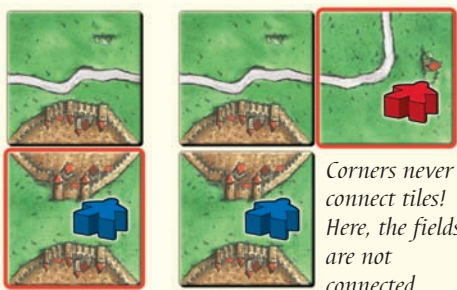 Corners never
connect tiles!
Here, the fields
are not
connected